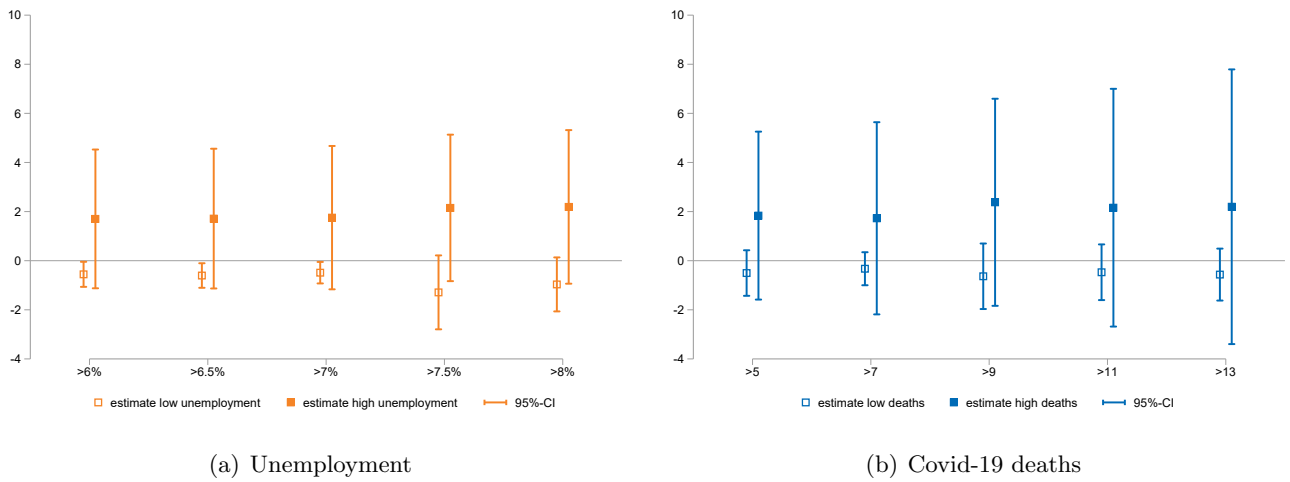 10
8
6
4
2
0
-2
-4
>6% >6.5% >7% >7.5% >8%
estimate low unemployment estimate high unemployment 95%-CI
(a) Unemployment
10
8
6
4
2
0
-2
-4
>5 >7 >9 >11 >13
estimate low deaths estimate high deaths 95%-CI
(b) Covid-19 deaths